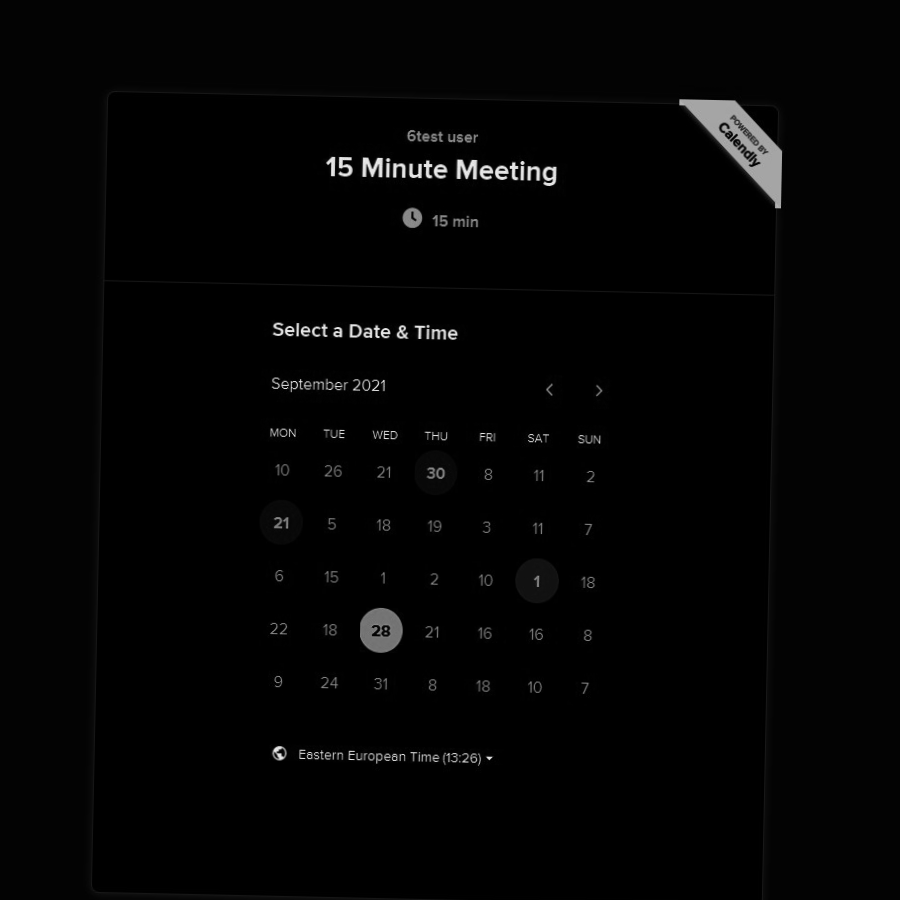 POWERED BY
Calendly
6test user
15 Minute Meeting
15 min
Select a Date & Time
September 2021
MON TUE WED THU FRI SAT SUN
10 26 21 30 8 11 2
21 5 18 19 3 11 7
6 15 1 2 10 1 18
22 18 28 21 16 16 8
9 24 31 8 18 10 7
Eastern European Time (13:26)